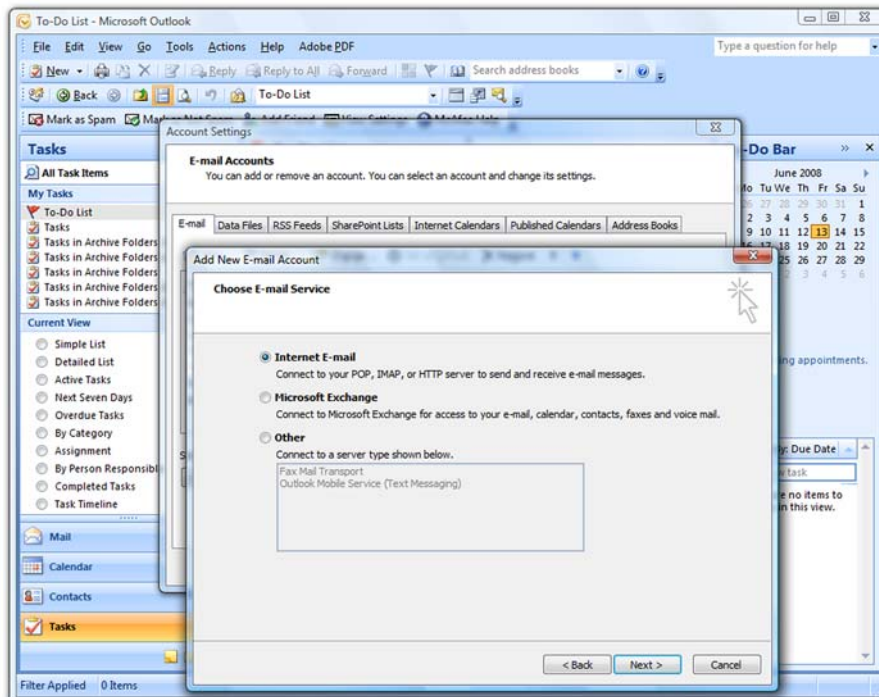 To-Do List - Microsoft Outlook
File Edit View Go Tools Actions Help Adobe PDF
Type a question for help
New Reply Reply to All Forward Search address books
Back To-Do List
Mark as Spam
Account Settings
Tasks
-Do Bar
All Task Items
My Tasks
To-Do List
Tasks
Tasks in Archive Folders
Tasks in Archive Folders
Tasks in Archive Folders
Tasks in Archive Folders
Tasks in Archive Folders
Current View
Simple List
Detailed List
Active Tasks
Next Seven Days
Overdue Tasks
By Category
Assignment
By Person Responsibl
Completed Tasks
Task Timeline
Mail
Calendar
Contacts
Tasks
Filter Applied 0 Items
E-mail Accounts
You can add or remove an account. You can select an account and change its settings.
E-mail Data Files RSS Feeds SharePoint Lists Internet Calendars Published Calendars Address Books
Add New E-mail Account
Choose E-mail Service
Internet E-mail
Connect to your POP, IMAP, or HTTP server to send and receive e-mail messages.
Microsoft Exchange
Connect to Microsoft Exchange for access to your e-mail, calendar, contacts, faxes and voice mail.
Other
Connect to a server type shown below.
Fax Mail Transport
Outlook Mobile Service (Text Messaging)
< Back Next > Cancel
June 2008
Mo Tu We Th Fr Sa Su
26 27 28 29 30 31 1
2 3 4 5 6 7 8
9 10 11 12 13 14 15
16 17 18 19 20 21 22
25 26 27 28 29
2 3 4 5 6
ng appointments.
y: Due Date
task
e no items to
in this view.